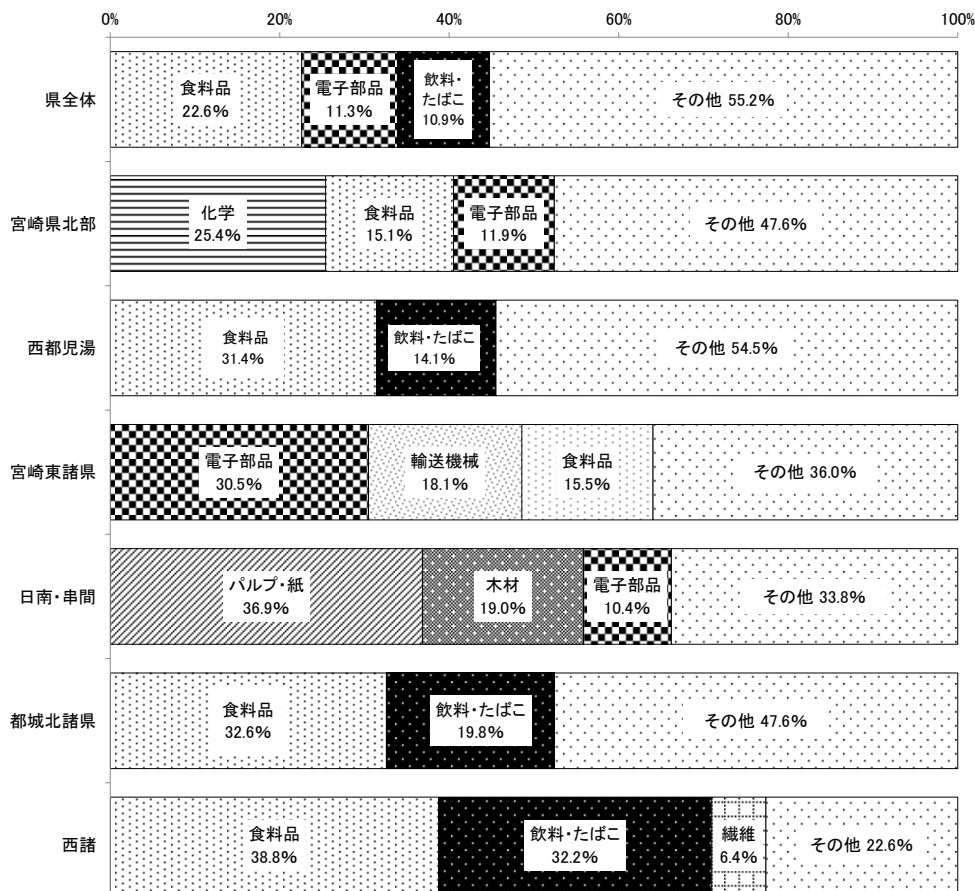 0% 20% 40% 60% 80% 100%
県全体
食料品
22.6%
電子部品
11.3%
飲料・
たばこ
10.9%
その他 55.2%
宮崎県北部
化学
25.4%
食料品
15.1%
電子部品
11.9%
その他 47.6%
西都児湯
食料品
31.4%
飲料・たばこ
14.1%
その他 54.5%
宮崎東諸県
電子部品
30.5%
輸送機械
18.1%
食料品
15.5%
その他 36.0%
日南・串間
パルプ・紙
36.9%
木材
19.0%
電子部品
10.4%
その他 33.8%
都城北諸県
食料品
32.6%
飲料・たばこ
19.8%
その他 47.6%
西諸
食料品
38.8%
飲料・たばこ
32.2%
繊維
6.4%
その他 22.6%